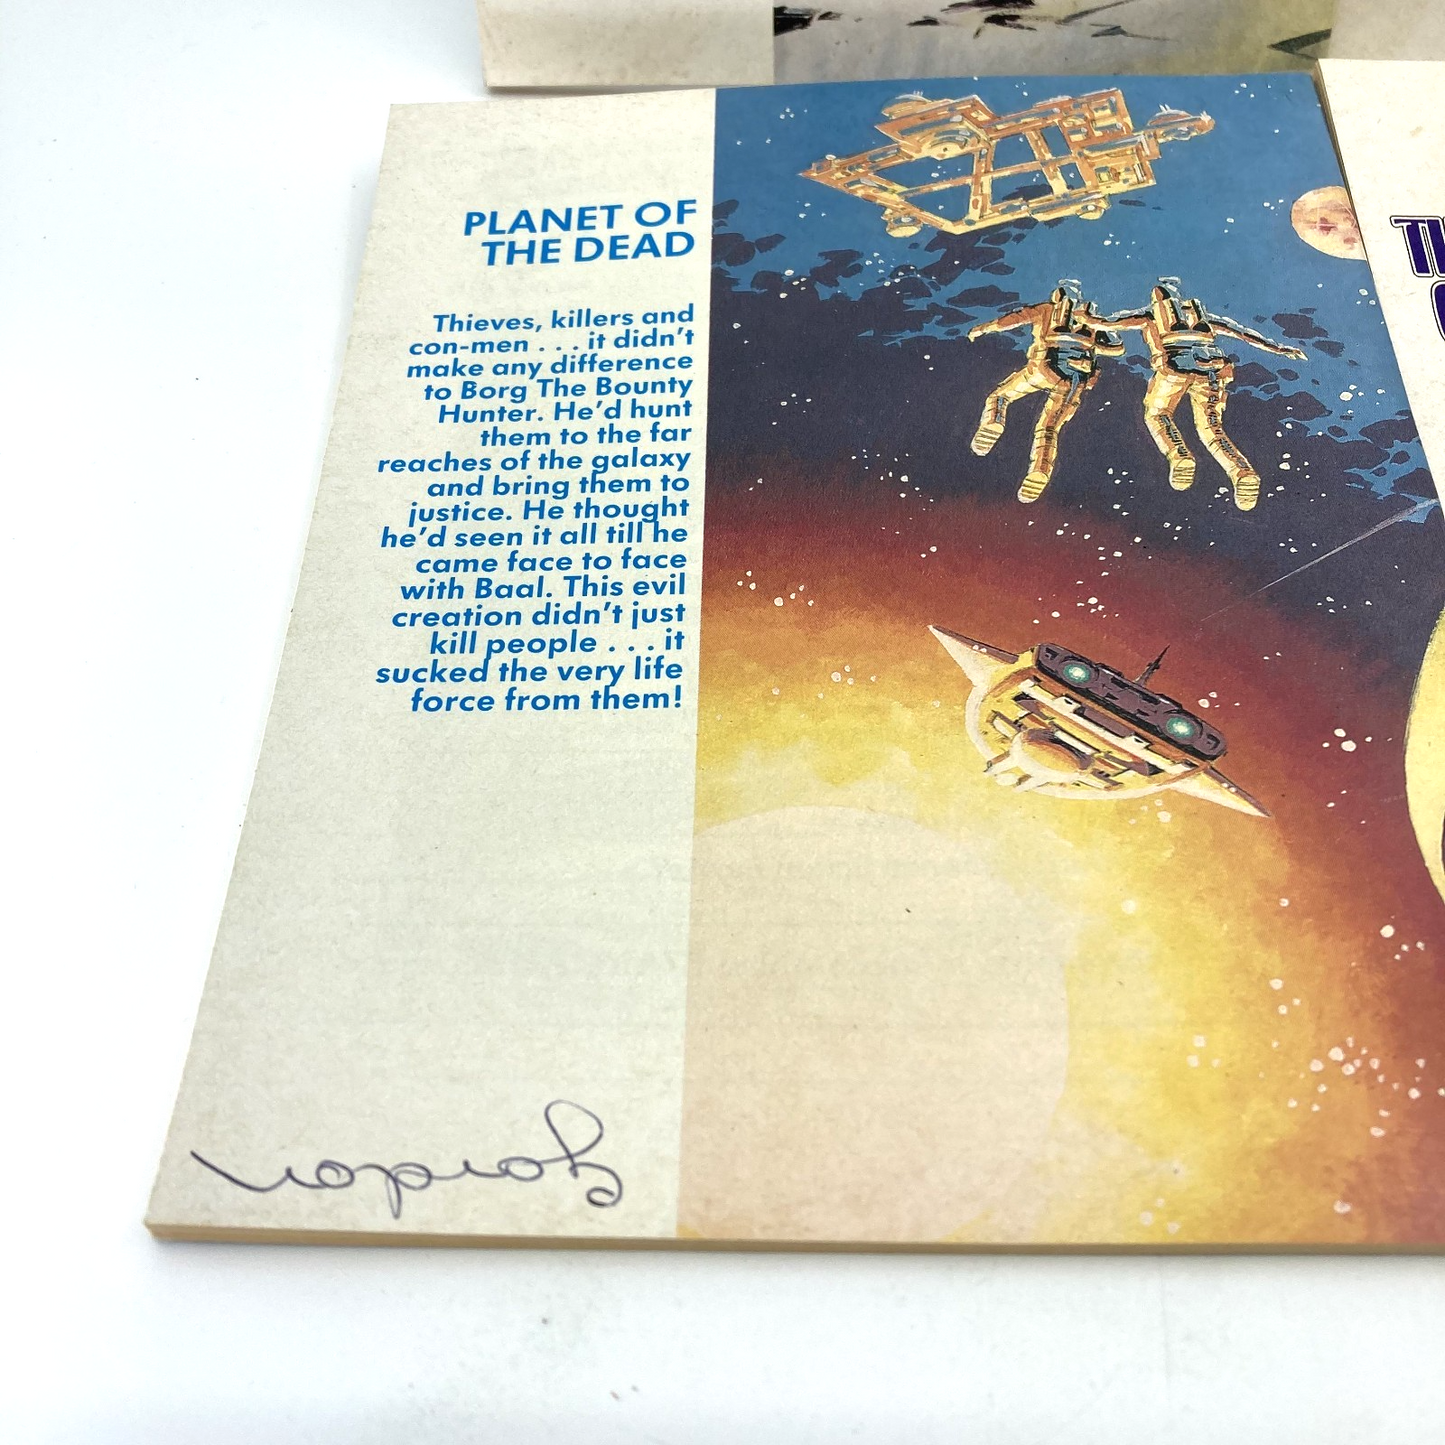 PLANET OF
THE DEAD
Thieves, killers and
con-men . . . it didn't
make any difference
to Borg The Bounty
Hunter. He'd hunt
them to the far
reaches of the galaxy
and bring them to
justice. He thought
he'd seen it all till he
came face to face
with Baal. This evil
creation didn't just
kill people . . . it
sucked the very life
force from them!
Gordon